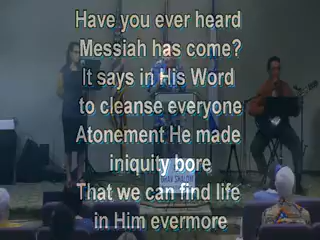 Have you ever heard
Messiah has come?
It says in His Word
to cleanse everyone
Atonement He made
iniquity bore
That we can find life
in Him evermore
SHALOM